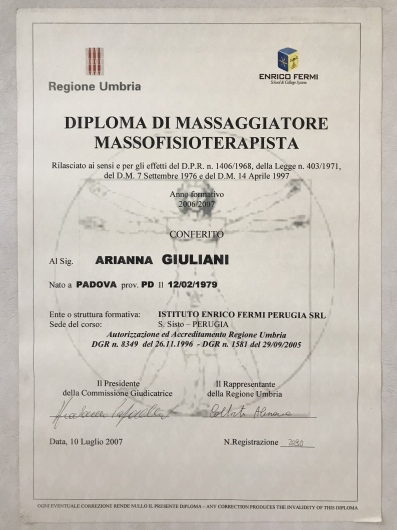 Regione Umbria
ENRICO FERMI
School & College System
DIPLOMA DI MASSAGGIATORE
MASSOFISIOTERAPISTA
Rilasciato ai sensi e per gli effetti del D.P.R. n. 1406/1968, della Legge n. 403/1971,
del D.M. 7 Settembre 1976 e del D.M. 14 Aprile 1997
Anno formativo
2006/2007
CONFERITO
Al Sig. ARIANNA GIULIANI
Nato a PADOVA prov. PD Il 12/02/1979
Ente o struttura formativa: ISTITUTO ENRICO FERMI PERUGIA SRL
Sede del corso: S. Sisto – PERUGIA
Autorizzazione ed Accreditamento Regione Umbria
DGR n. 8349 del 26.11.1996 - DGR n. 1581 del 29/09/2005
Il Presidente
della Commissione Giudicatrice
Il Rappresentante
della Regione Umbria
Data, 10 Luglio 2007
N.Registrazione
OGNI EVENTUALE CORREZIONE RENDE NULLO IL PRESENTE DIPLOMA – ANY CORRECTION PRODUCES THE INVALIDITY OF THIS DIPLOMA